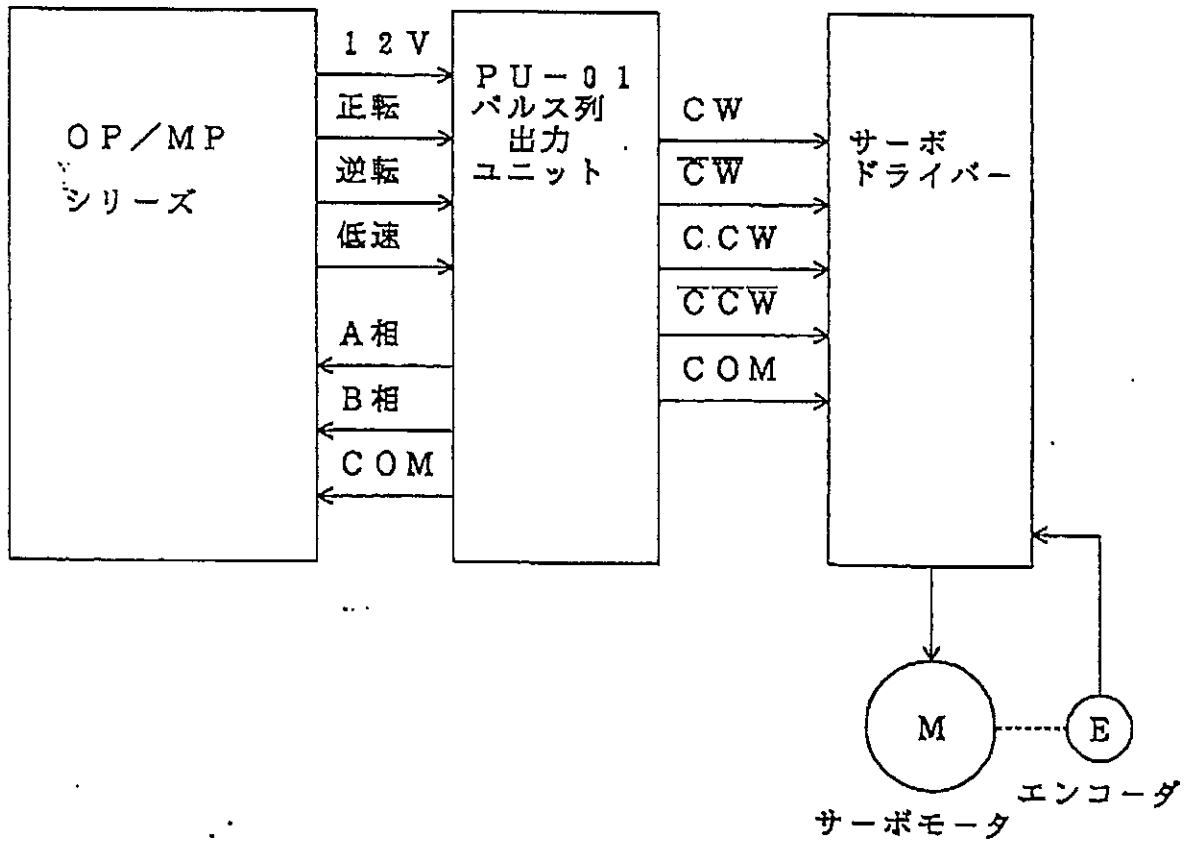 OP/MP
シリーズ
12V
正転
逆転
低速
A相
B相
COM
PU-01
パルス列
出力
ユニット
CW
C̅W̅
CCW
C̅C̅W̅
COM
サーボ
ドライバー
M
E
エンコーダ
サーボモータ